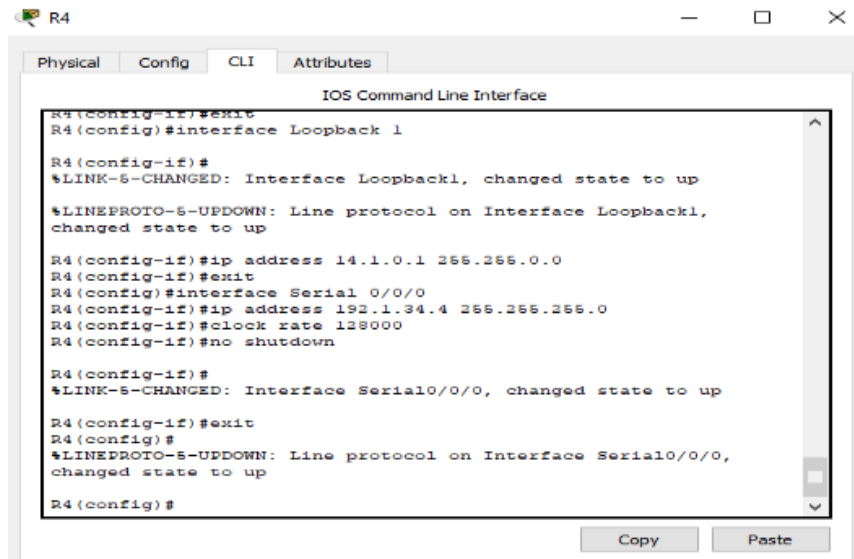 R4
Physical Config CLI Attributes
IOS Command Line Interface
R4(config-if)#exit
R4(config)#interface Loopback 1
R4(config-if)#
%LINK-5-CHANGED: Interface Loopback1, changed state to up
%LINEPROTO-5-UPDOWN: Line protocol on Interface Loopback1,
changed state to up
R4(config-if)#ip address 14.1.0.1 255.255.0.0
R4(config-if)#exit
R4(config)#interface Serial 0/0/0
R4(config-if)#ip address 192.1.34.4 255.255.255.0
R4(config-if)#clock rate 128000
R4(config-if)#no shutdown
R4(config-if)#
%LINK-5-CHANGED: Interface Serial0/0/0, changed state to up
R4(config-if)#exit
R4(config)#
%LINEPROTO-5-UPDOWN: Line protocol on Interface Serial0/0/0,
changed state to up
R4(config)#
Copy Paste